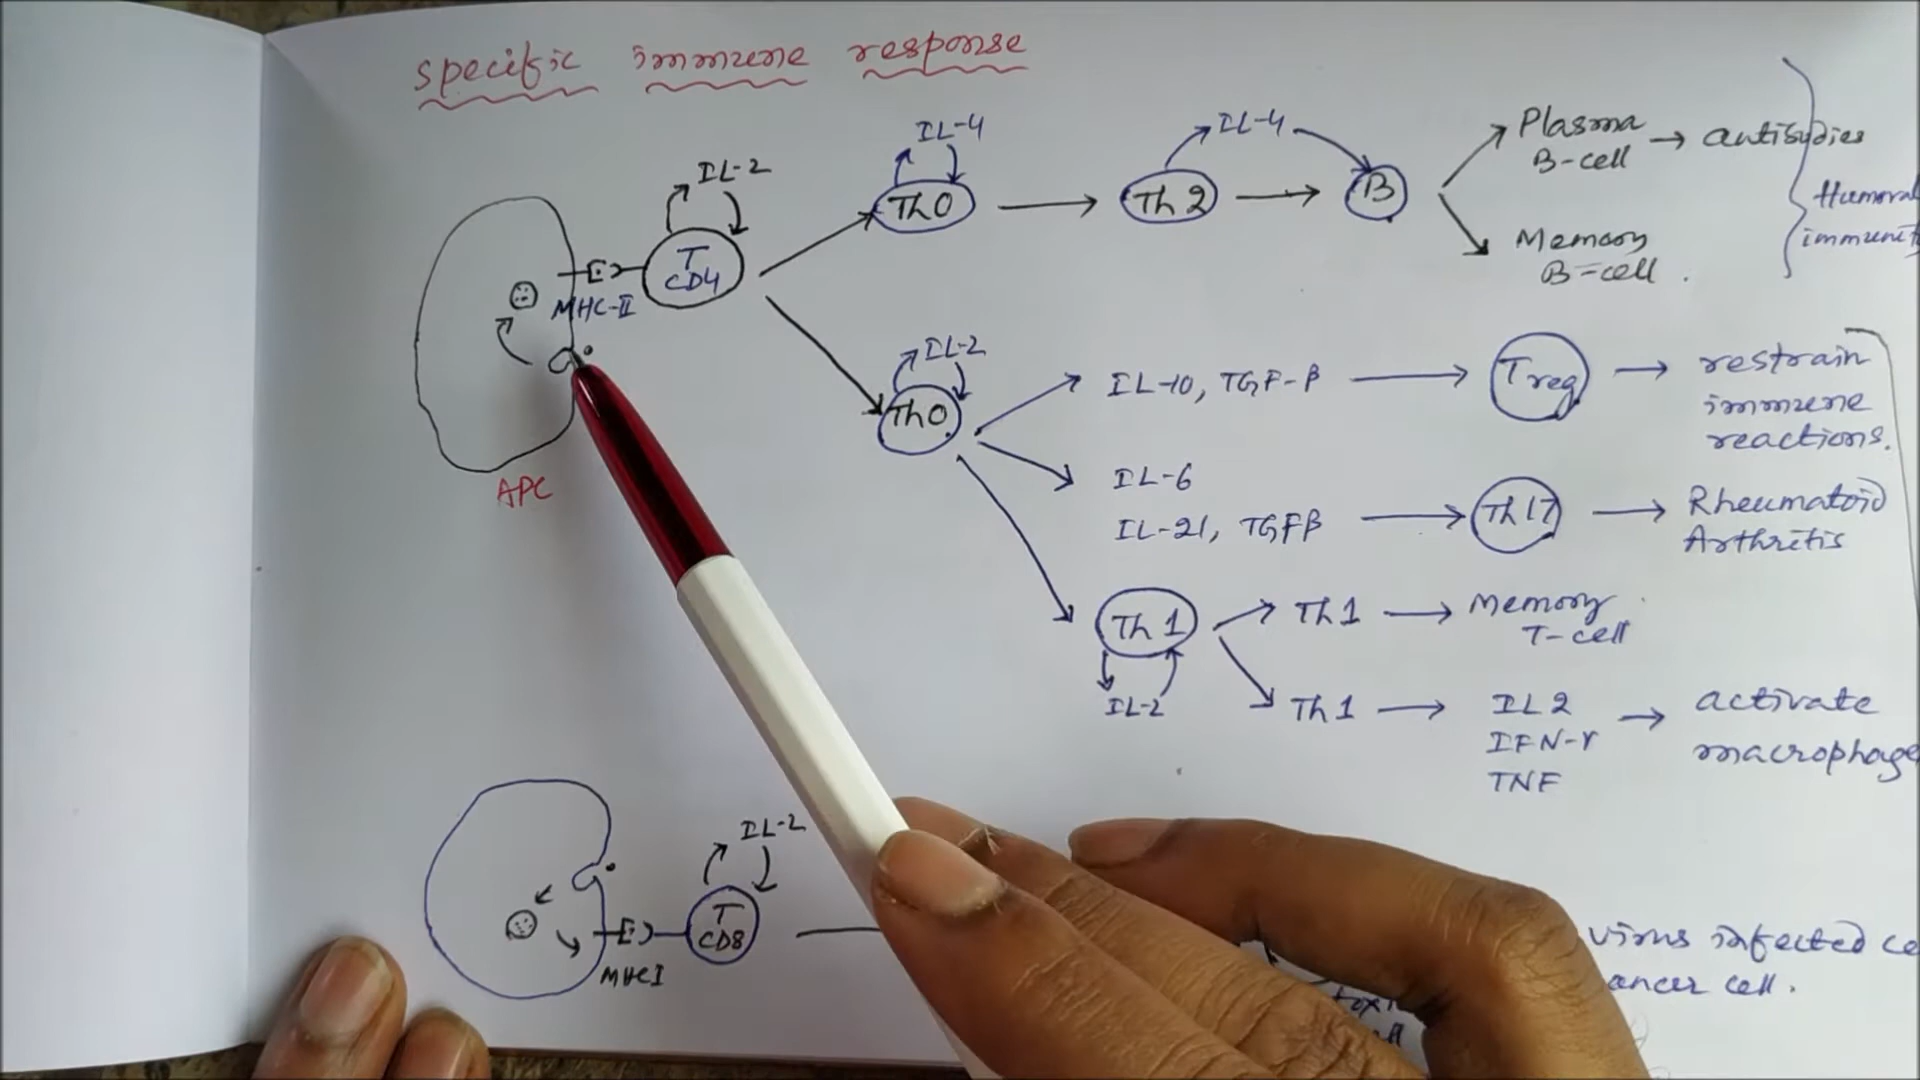 specific immune response
IL-2
T
CD4
MHC-II
APC
IL-4
Th0
Th2
IL-4
B
Plasma
B-cell
antibodies
Memory
B-cell.
Humoral
IL-2
Th0
IL-10, TGF-β
Treg
restrain
immune
reactions.
IL-6
IL-21, TGFβ
Th17
Rheumatoid
Arthritis
Th1
IL-2
Th1
Memory
T-cell
Th1
IL2
IFN-γ
TNF
activate
macrophage
IL-2
T
CD8
MHC I
virus infected ce
ancer cell.